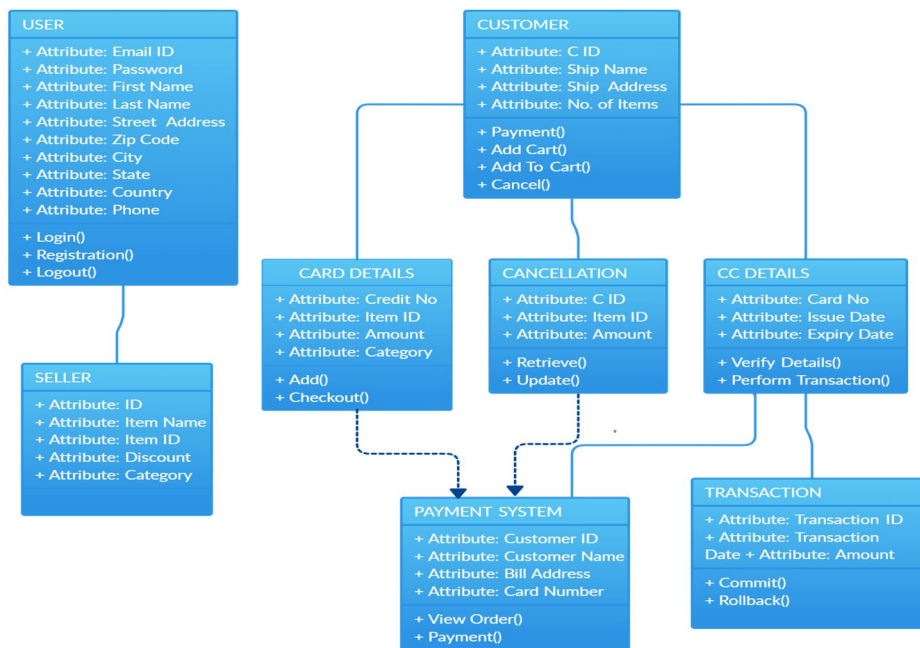 USER
+ Attribute: Email ID
+ Attribute: Password
+ Attribute: First Name
+ Attribute: Last Name
+ Attribute: Street Address
+ Attribute: Zip Code
+ Attribute: City
+ Attribute: State
+ Attribute: Country
+ Attribute: Phone
+ Login()
+ Registration()
+ Logout()
CUSTOMER
+ Attribute: C ID
+ Attribute: Ship Name
+ Attribute: Ship Address
+ Attribute: No. of Items
+ Payment()
+ Add Cart()
+ Add To Cart()
+ Cancel()
CARD DETAILS
+ Attribute: Credit No
+ Attribute: Item ID
+ Attribute: Amount
+ Attribute: Category
+ Add()
+ Checkout()
CANCELLATION
+ Attribute: C ID
+ Attribute: Item ID
+ Attribute: Amount
+ Retrieve()
+ Update()
CC DETAILS
+ Attribute: Card No
+ Attribute: Issue Date
+ Attribute: Expiry Date
+ Verify Details()
+ Perform Transaction()
SELLER
+ Attribute: ID
+ Attribute: Item Name
+ Attribute: Item ID
+ Attribute: Discount
+ Attribute: Category
PAYMENT SYSTEM
+ Attribute: Customer ID
+ Attribute: Customer Name
+ Attribute: Bill Address
+ Attribute: Card Number
+ View Order()
+ Payment()
TRANSACTION
+ Attribute: Transaction ID
+ Attribute: Transaction
Date + Attribute: Amount
+ Commit()
+ Rollback()